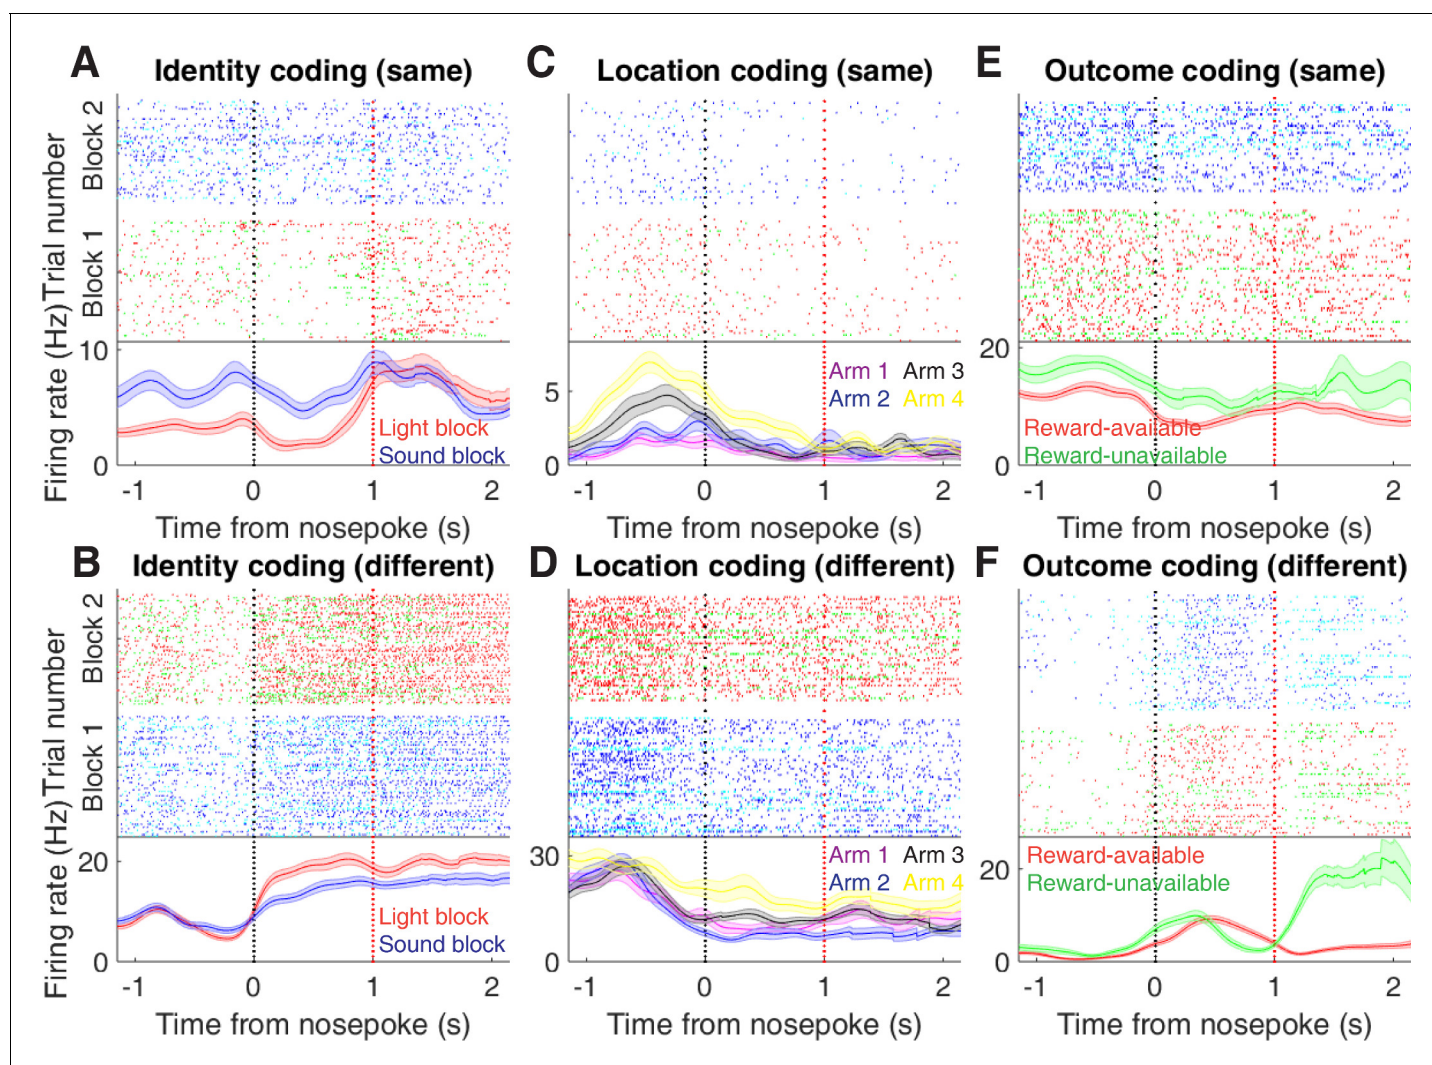 A
Identity coding (same)
Block 2
Block 1
Trial number
Firing rate (Hz)
10
0
Light block
Sound block
-1 0 1 2
Time from nosepoke (s)
C
Location coding (same)
5
0
Arm 1 Arm 3
Arm 2 Arm 4
-1 0 1 2
Time from nosepoke (s)
E
Outcome coding (same)
20
0
Reward-available
Reward-unavailable
-1 0 1 2
Time from nosepoke (s)
B
Identity coding (different)
Block 2
Block 1
Trial number
Firing rate (Hz)
20
0
Light block
Sound block
-1 0 1 2
Time from nosepoke (s)
D
Location coding (different)
30
0
Arm 1 Arm 3
Arm 2 Arm 4
-1 0 1 2
Time from nosepoke (s)
F
Outcome coding (different)
Reward-available
Reward-unavailable
20
0
-1 0 1 2
Time from nosepoke (s)